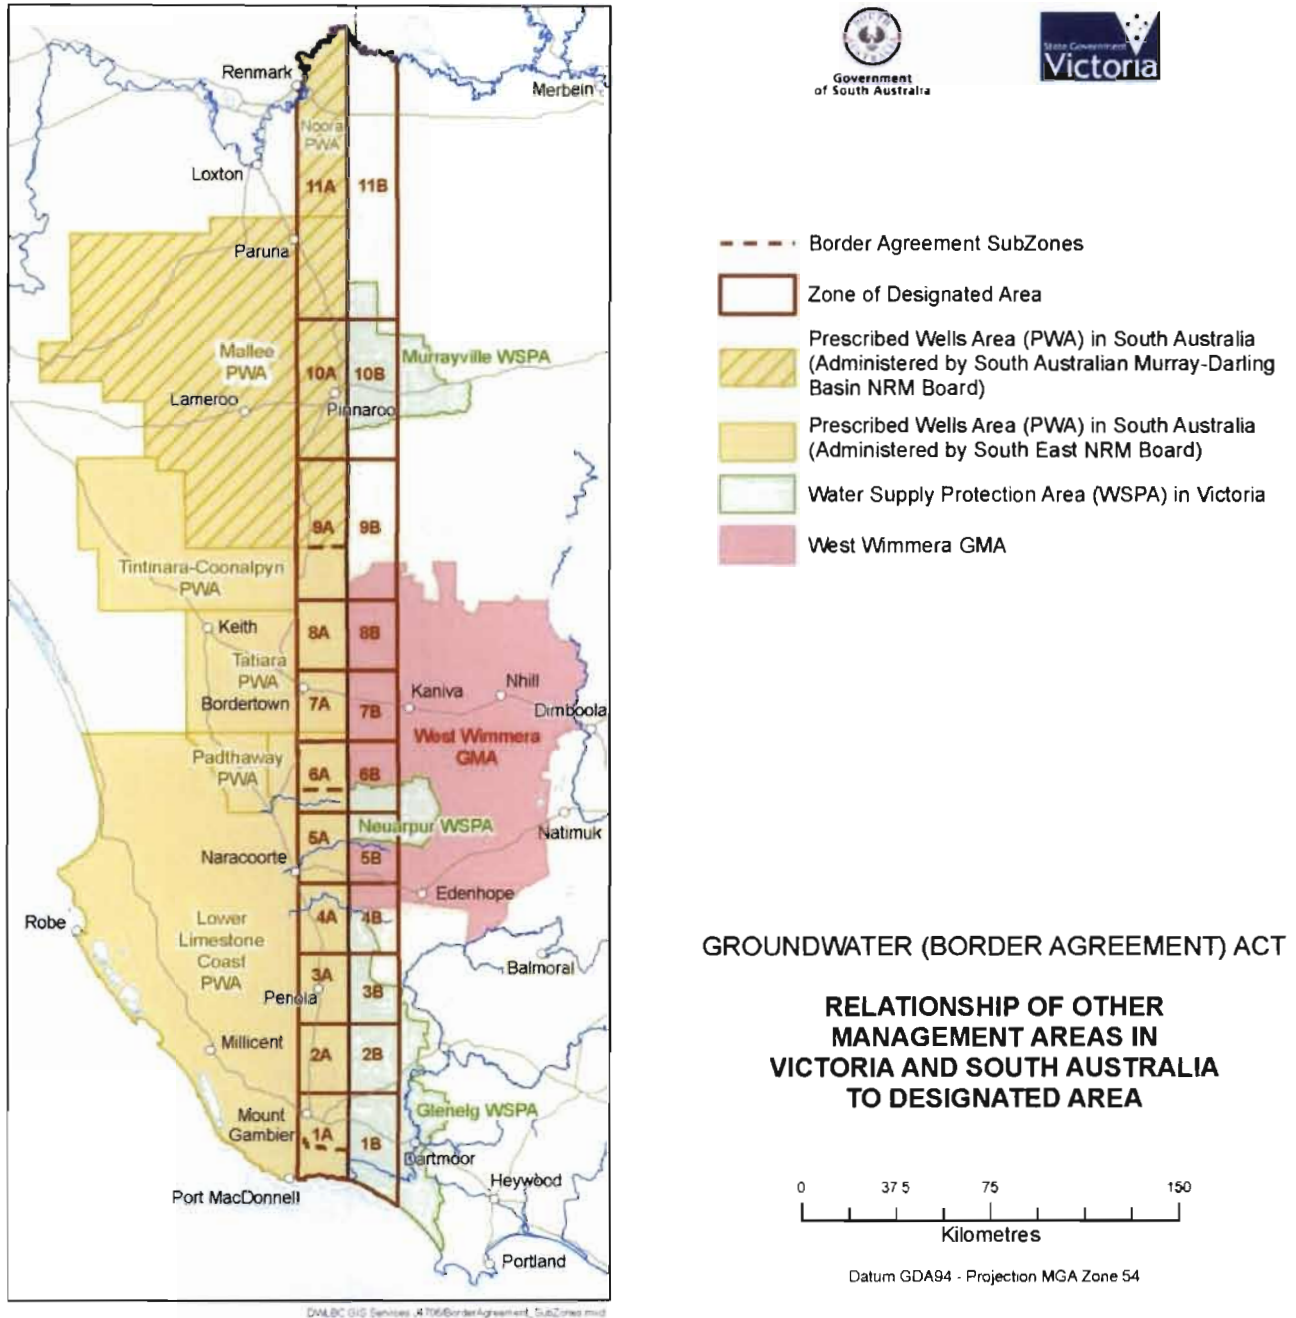 Renmark
Merbein
Noora
PWA
Loxton
11A
11B
Paruna
Mallee
PWA
Murrayville WSPA
10A
10B
Lameroo
Pinnaroo
9A
9B
Tintinara-Coonalpyn
PWA
Keith
8A
8B
Tatiara
PWA
Nhill
Kaniva
Bordertown
7A
7B
Dimboola
West Wimmera
GMA
Padthaway
PWA
6A
6B
Neuarpur WSPA
Natimuk
5A
Naracoorte
5B
Edenhope
Robe
Lower
Limestone
Coast
PWA
4A
4B
Balmoral
3A
Penola
3B
Millicent
2A
2B
Mount
Gambier
Glenelg WSPA
1A
1B
Dartmoor
Port MacDonnell
Heywood
Portland
DWLBC GIS Services J4706/BorderAgreement_SubZones.mxd
SOUTH
AUSTRALIA
Government
of South Australia
State Government
Victoria
Border Agreement SubZones
Zone of Designated Area
Prescribed Wells Area (PWA) in South Australia
(Administered by South Australian Murray-Darling
Basin NRM Board)
Prescribed Wells Area (PWA) in South Australia
(Administered by South East NRM Board)
Water Supply Protection Area (WSPA) in Victoria
West Wimmera GMA
GROUNDWATER (BORDER AGREEMENT) ACT
RELATIONSHIP OF OTHER
MANAGEMENT AREAS IN
VICTORIA AND SOUTH AUSTRALIA
TO DESIGNATED AREA
0 37 5 75 150
Kilometres
Datum GDA94 - Projection MGA Zone 54